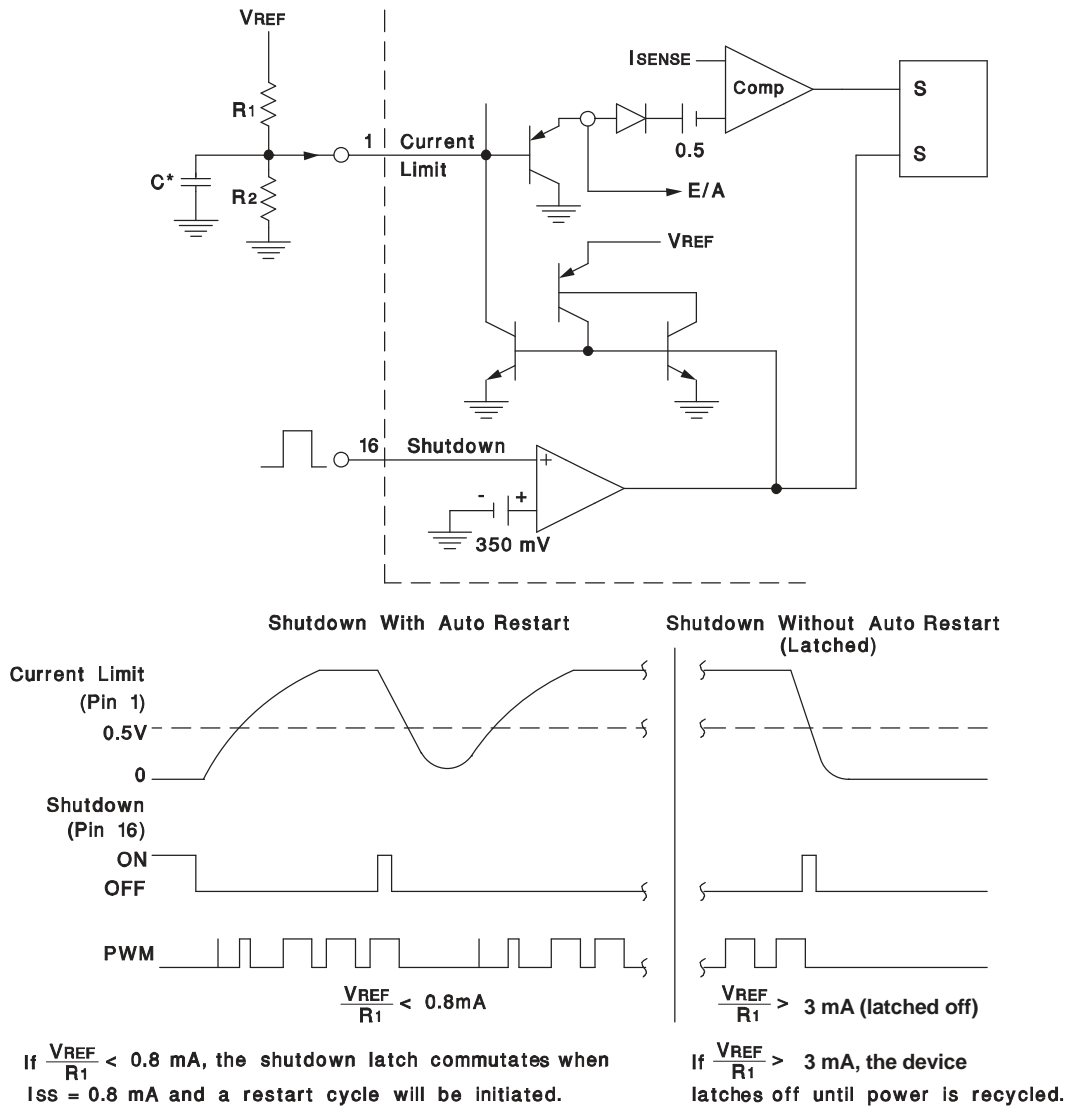 VREF
R1
C*
R2
1
Current
Limit
ISENSE
Comp
0.5
E/A
S
S
VREF
16
Shutdown
+
- +
350 mV
Shutdown With Auto Restart
Shutdown Without Auto Restart
(Latched)
Current Limit
(Pin 1)
0.5V
0
Shutdown
(Pin 16)
ON
OFF
PWM
VREF
R1
< 0.8mA
VREF
R1
> 3 mA (latched off)
If VREF/R1 < 0.8 mA, the shutdown latch commutates when
Iss = 0.8 mA and a restart cycle will be initiated.
If VREF/R1 > 3 mA, the device
latches off until power is recycled.